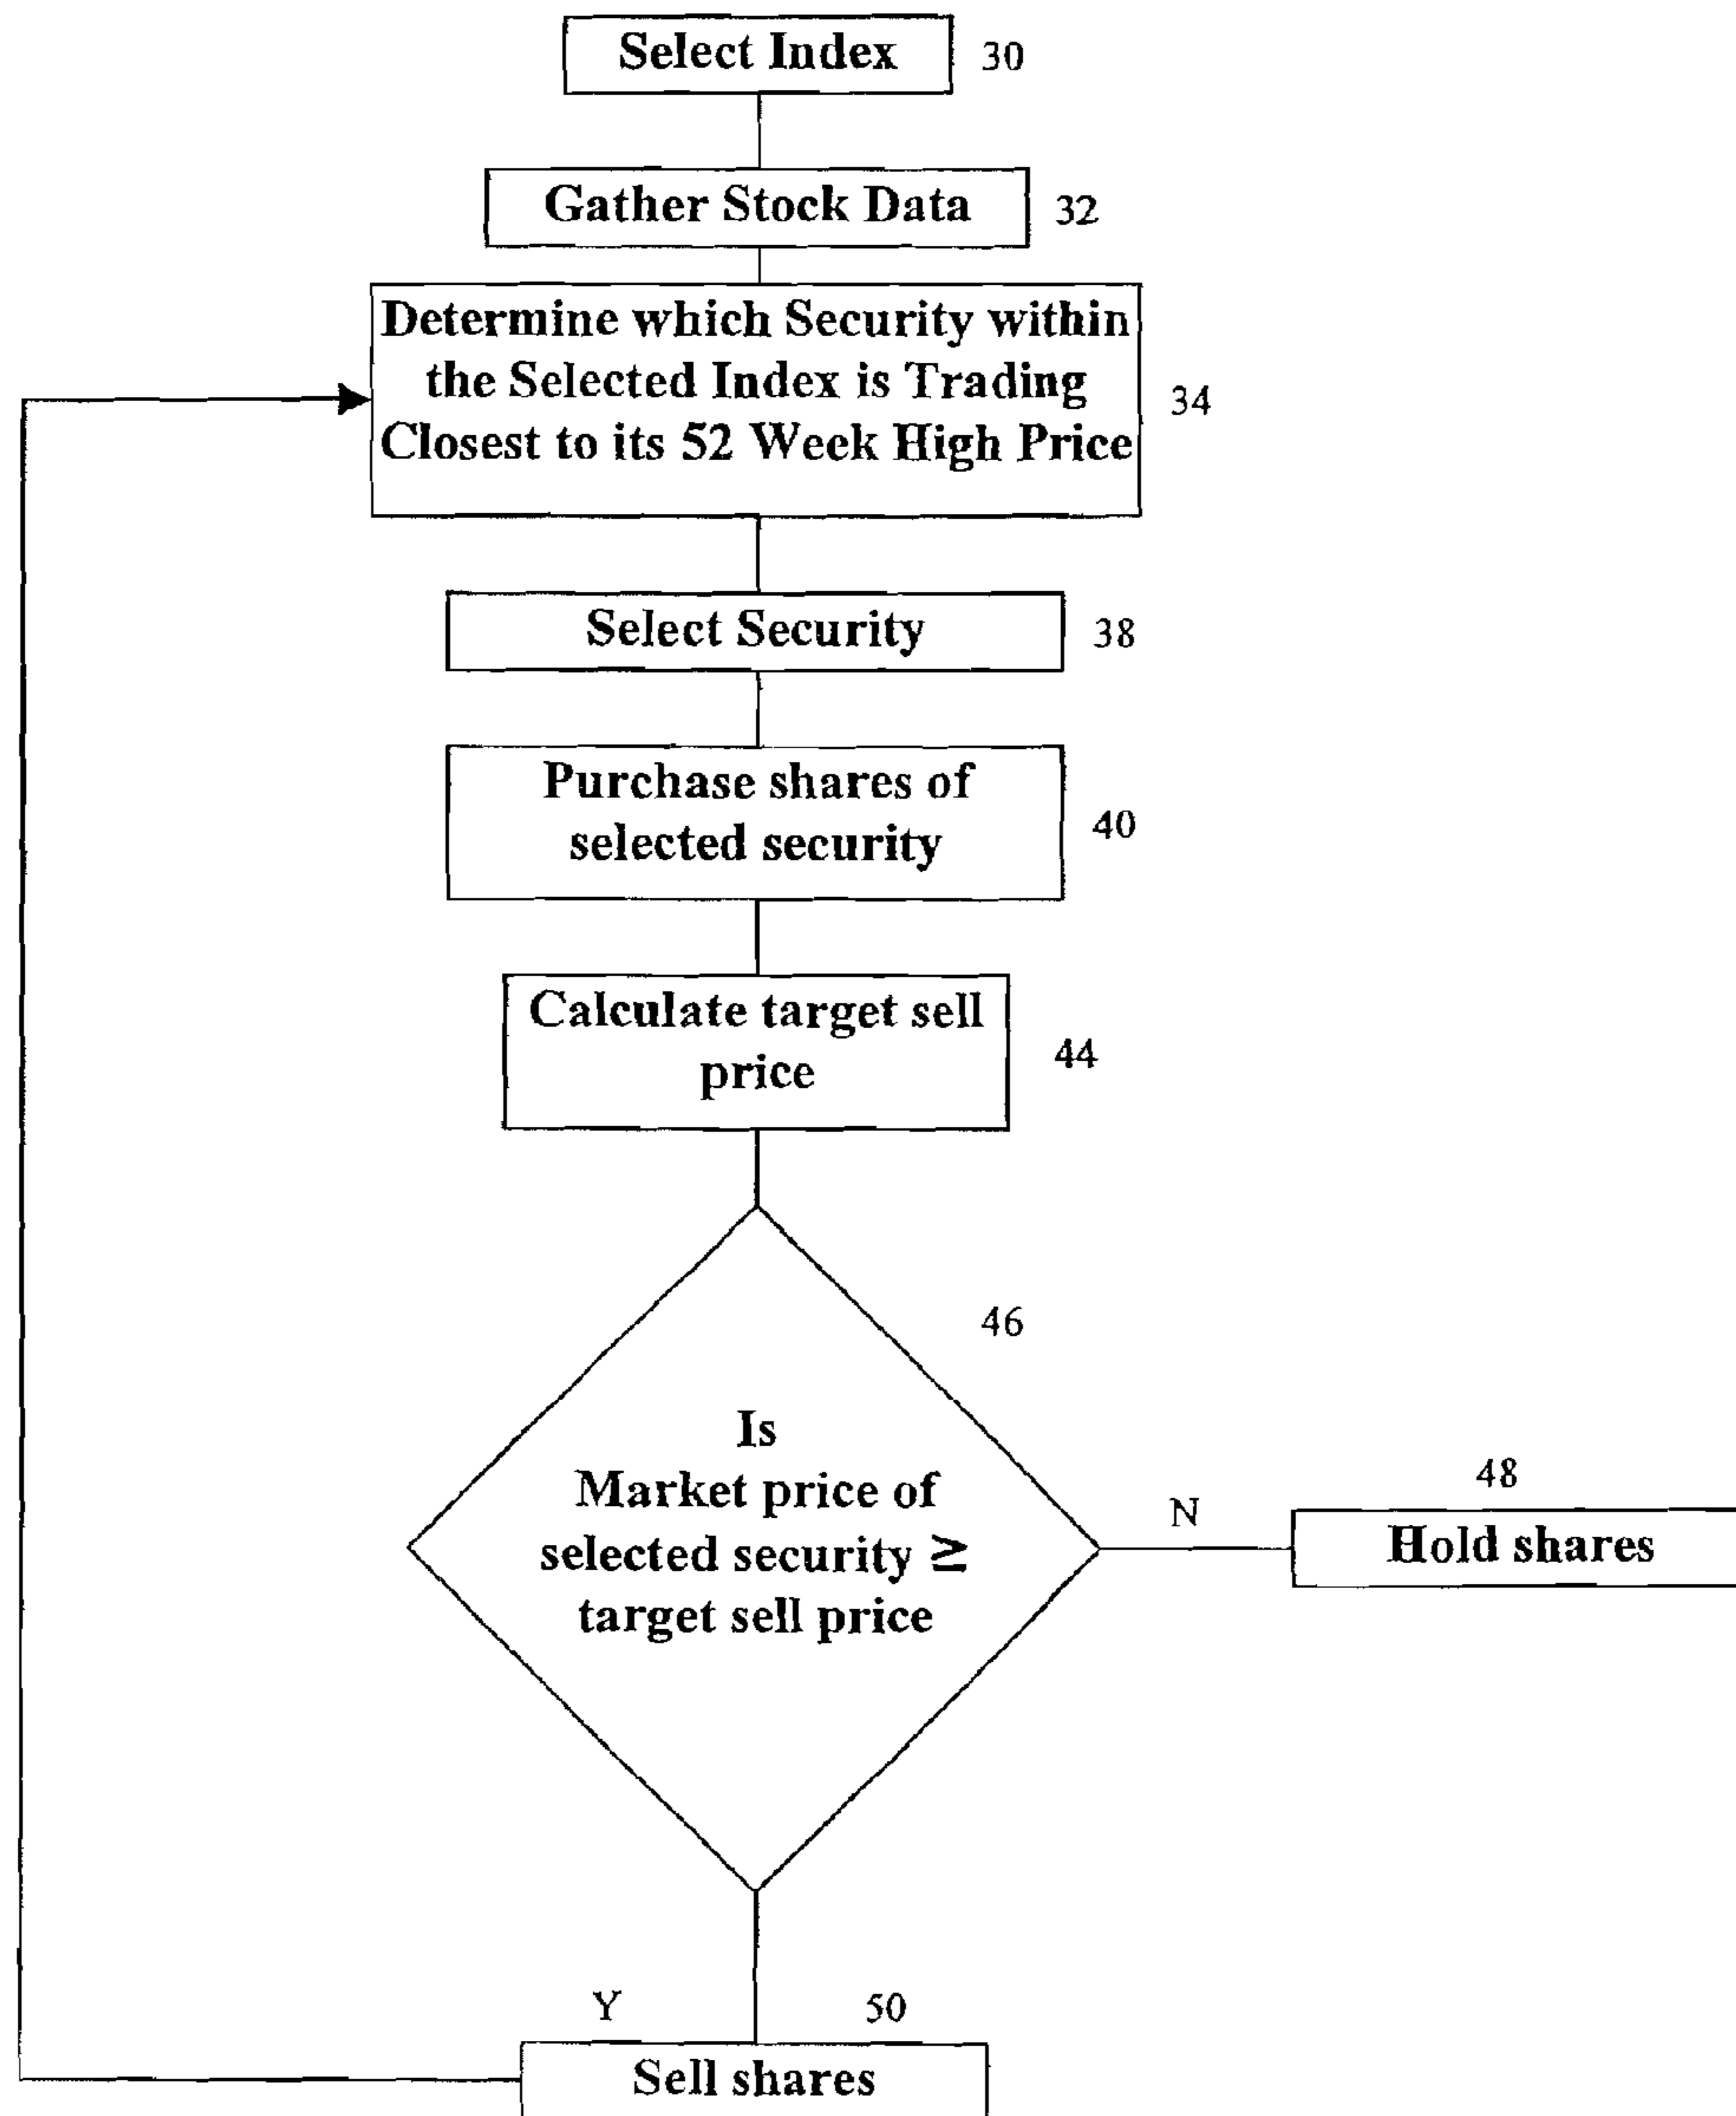 Select Index 30
Gather Stock Data 32
Determine which Security within
the Selected Index is Trading 34
Closest to its 52 Week High Price
Select Security 38
Purchase shares of
selected security 40
Calculate target sell
price 44
46
Is
Market price of
selected security ≥
target sell price
N
48
Hold shares
Y 50
Sell shares